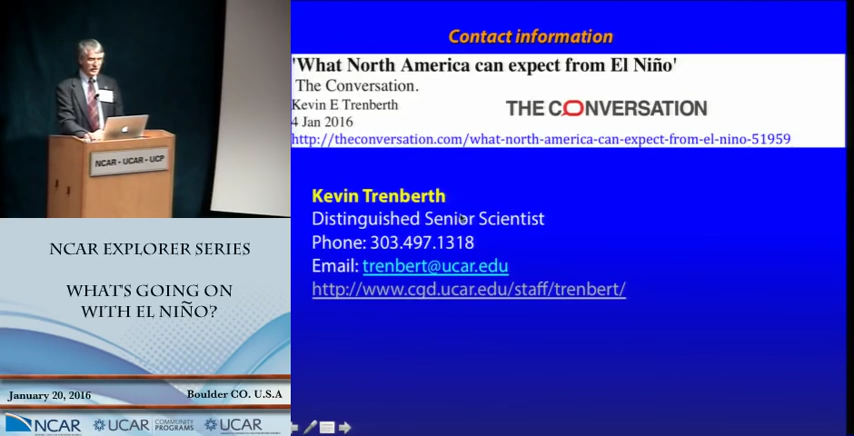 Contact information
'What North America can expect from El Niño'
The Conversation.
Kevin E Trenberth
4 Jan 2016
THE CONVERSATION
http://theconversation.com/what-north-america-can-expect-from-el-nino-51959
NCAR - UCAR - UCP
Kevin Trenberth
Distinguished Senior Scientist
Phone: 303.497.1318
Email: trenbert@ucar.edu
http://www.cgd.ucar.edu/staff/trenbert/
NCAR EXPLORER SERIES
WHAT'S GOING ON
WITH EL NIÑO?
January 20, 2016
Boulder CO. U.S.A
NCAR
UCAR
COMMUNITY
PROGRAMS
UCAR